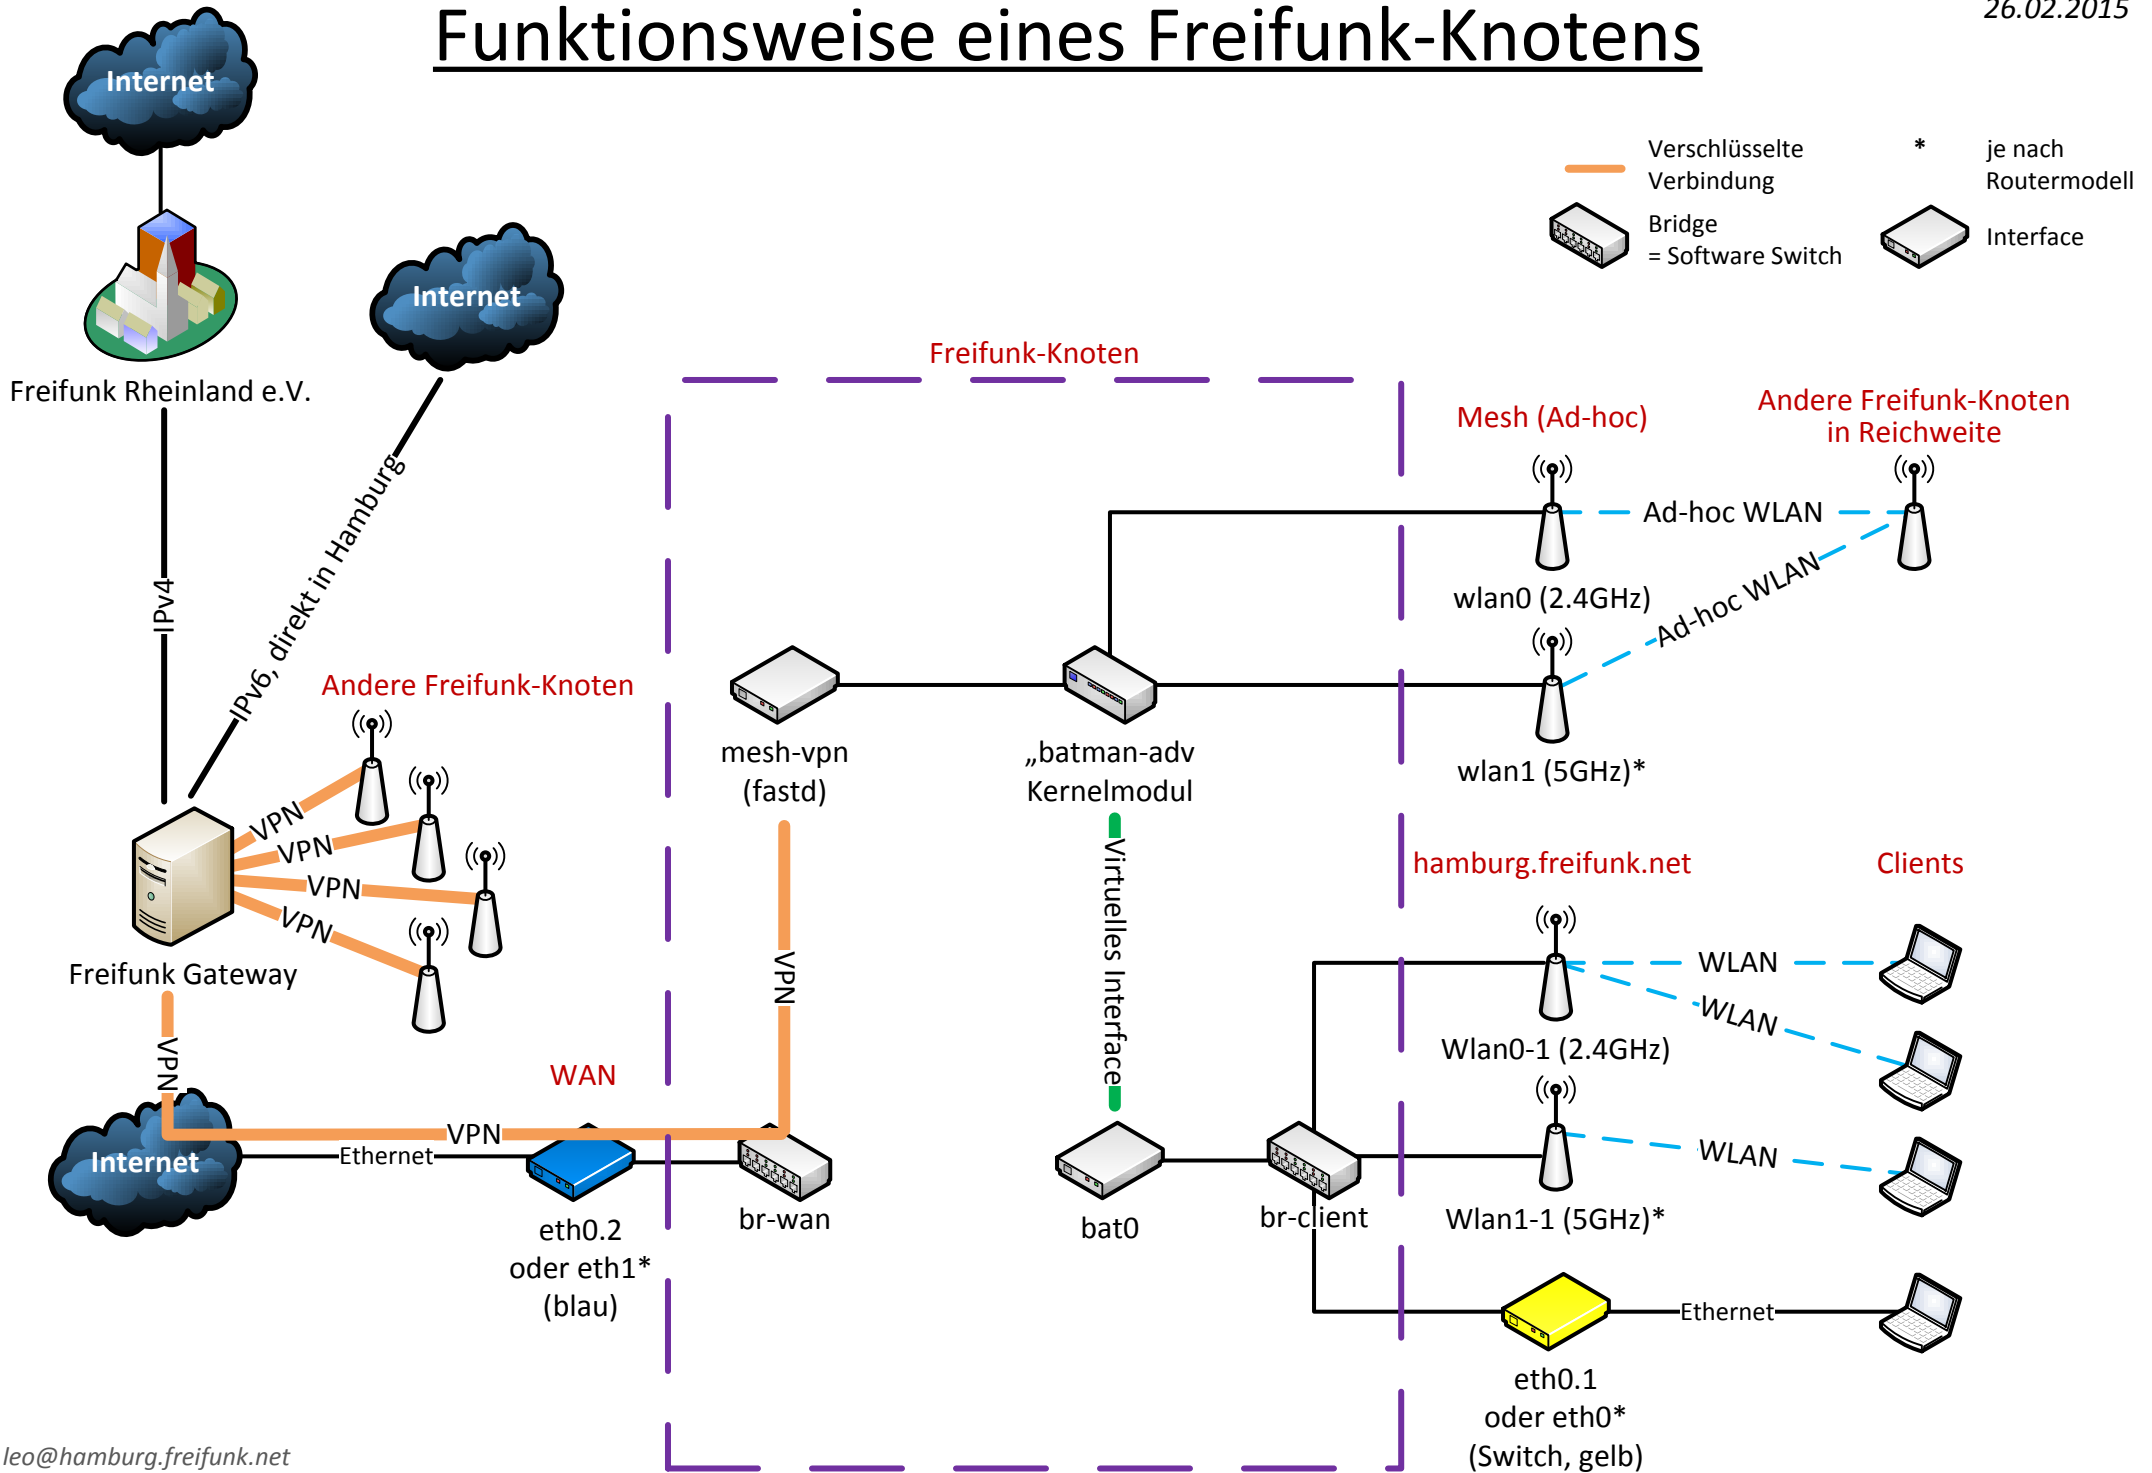 Funktionsweise eines Freifunk-Knotens
26.02.2015
Internet
Verschlüsselte
Verbindung
*
je nach
Routermodell
Bridge
= Software Switch
Interface
Internet
Freifunk Rheinland e.V.
IPv4
IPv6, direkt in Hamburg
Freifunk-Knoten
Mesh (Ad-hoc)
Andere Freifunk-Knoten
in Reichweite
Ad-hoc WLAN
wlan0 (2.4GHz)
Ad-hoc WLAN
wlan1 (5GHz)*
Andere Freifunk-Knoten
VPN
VPN
VPN
VPN
Freifunk Gateway
mesh-vpn
(fastd)
„batman-adv
Kernelmodul
VPN
Virtuelles Interface
hamburg.freifunk.net
Clients
WLAN
WLAN
Wlan0-1 (2.4GHz)
WLAN
Wlan1-1 (5GHz)*
VPN
WAN
VPN
Internet
Ethernet
eth0.2
oder eth1*
(blau)
br-wan
bat0
br-client
Ethernet
eth0.1
oder eth0*
(Switch, gelb)
leo@hamburg.freifunk.net